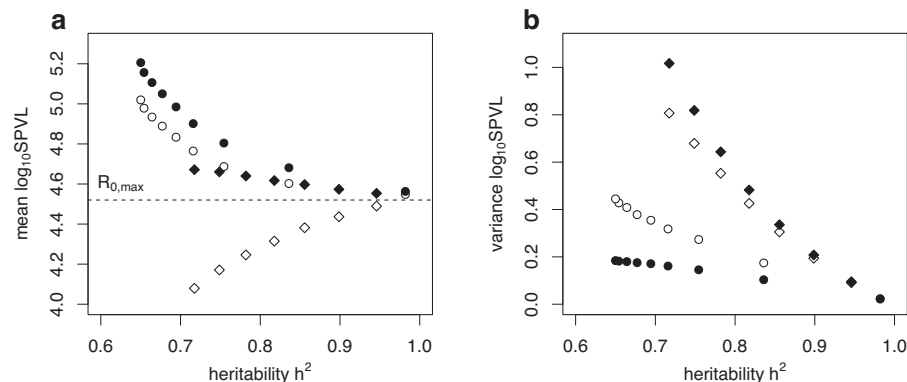 a
mean log10SPVL
4.0 4.2 4.4 4.6 4.8 5.0 5.2
R0,max
0.6 0.7 0.8 0.9 1.0
heritability h²
b
variance log10SPVL
0.0 0.2 0.4 0.6 0.8 1.0
0.6 0.7 0.8 0.9 1.0
heritability h²